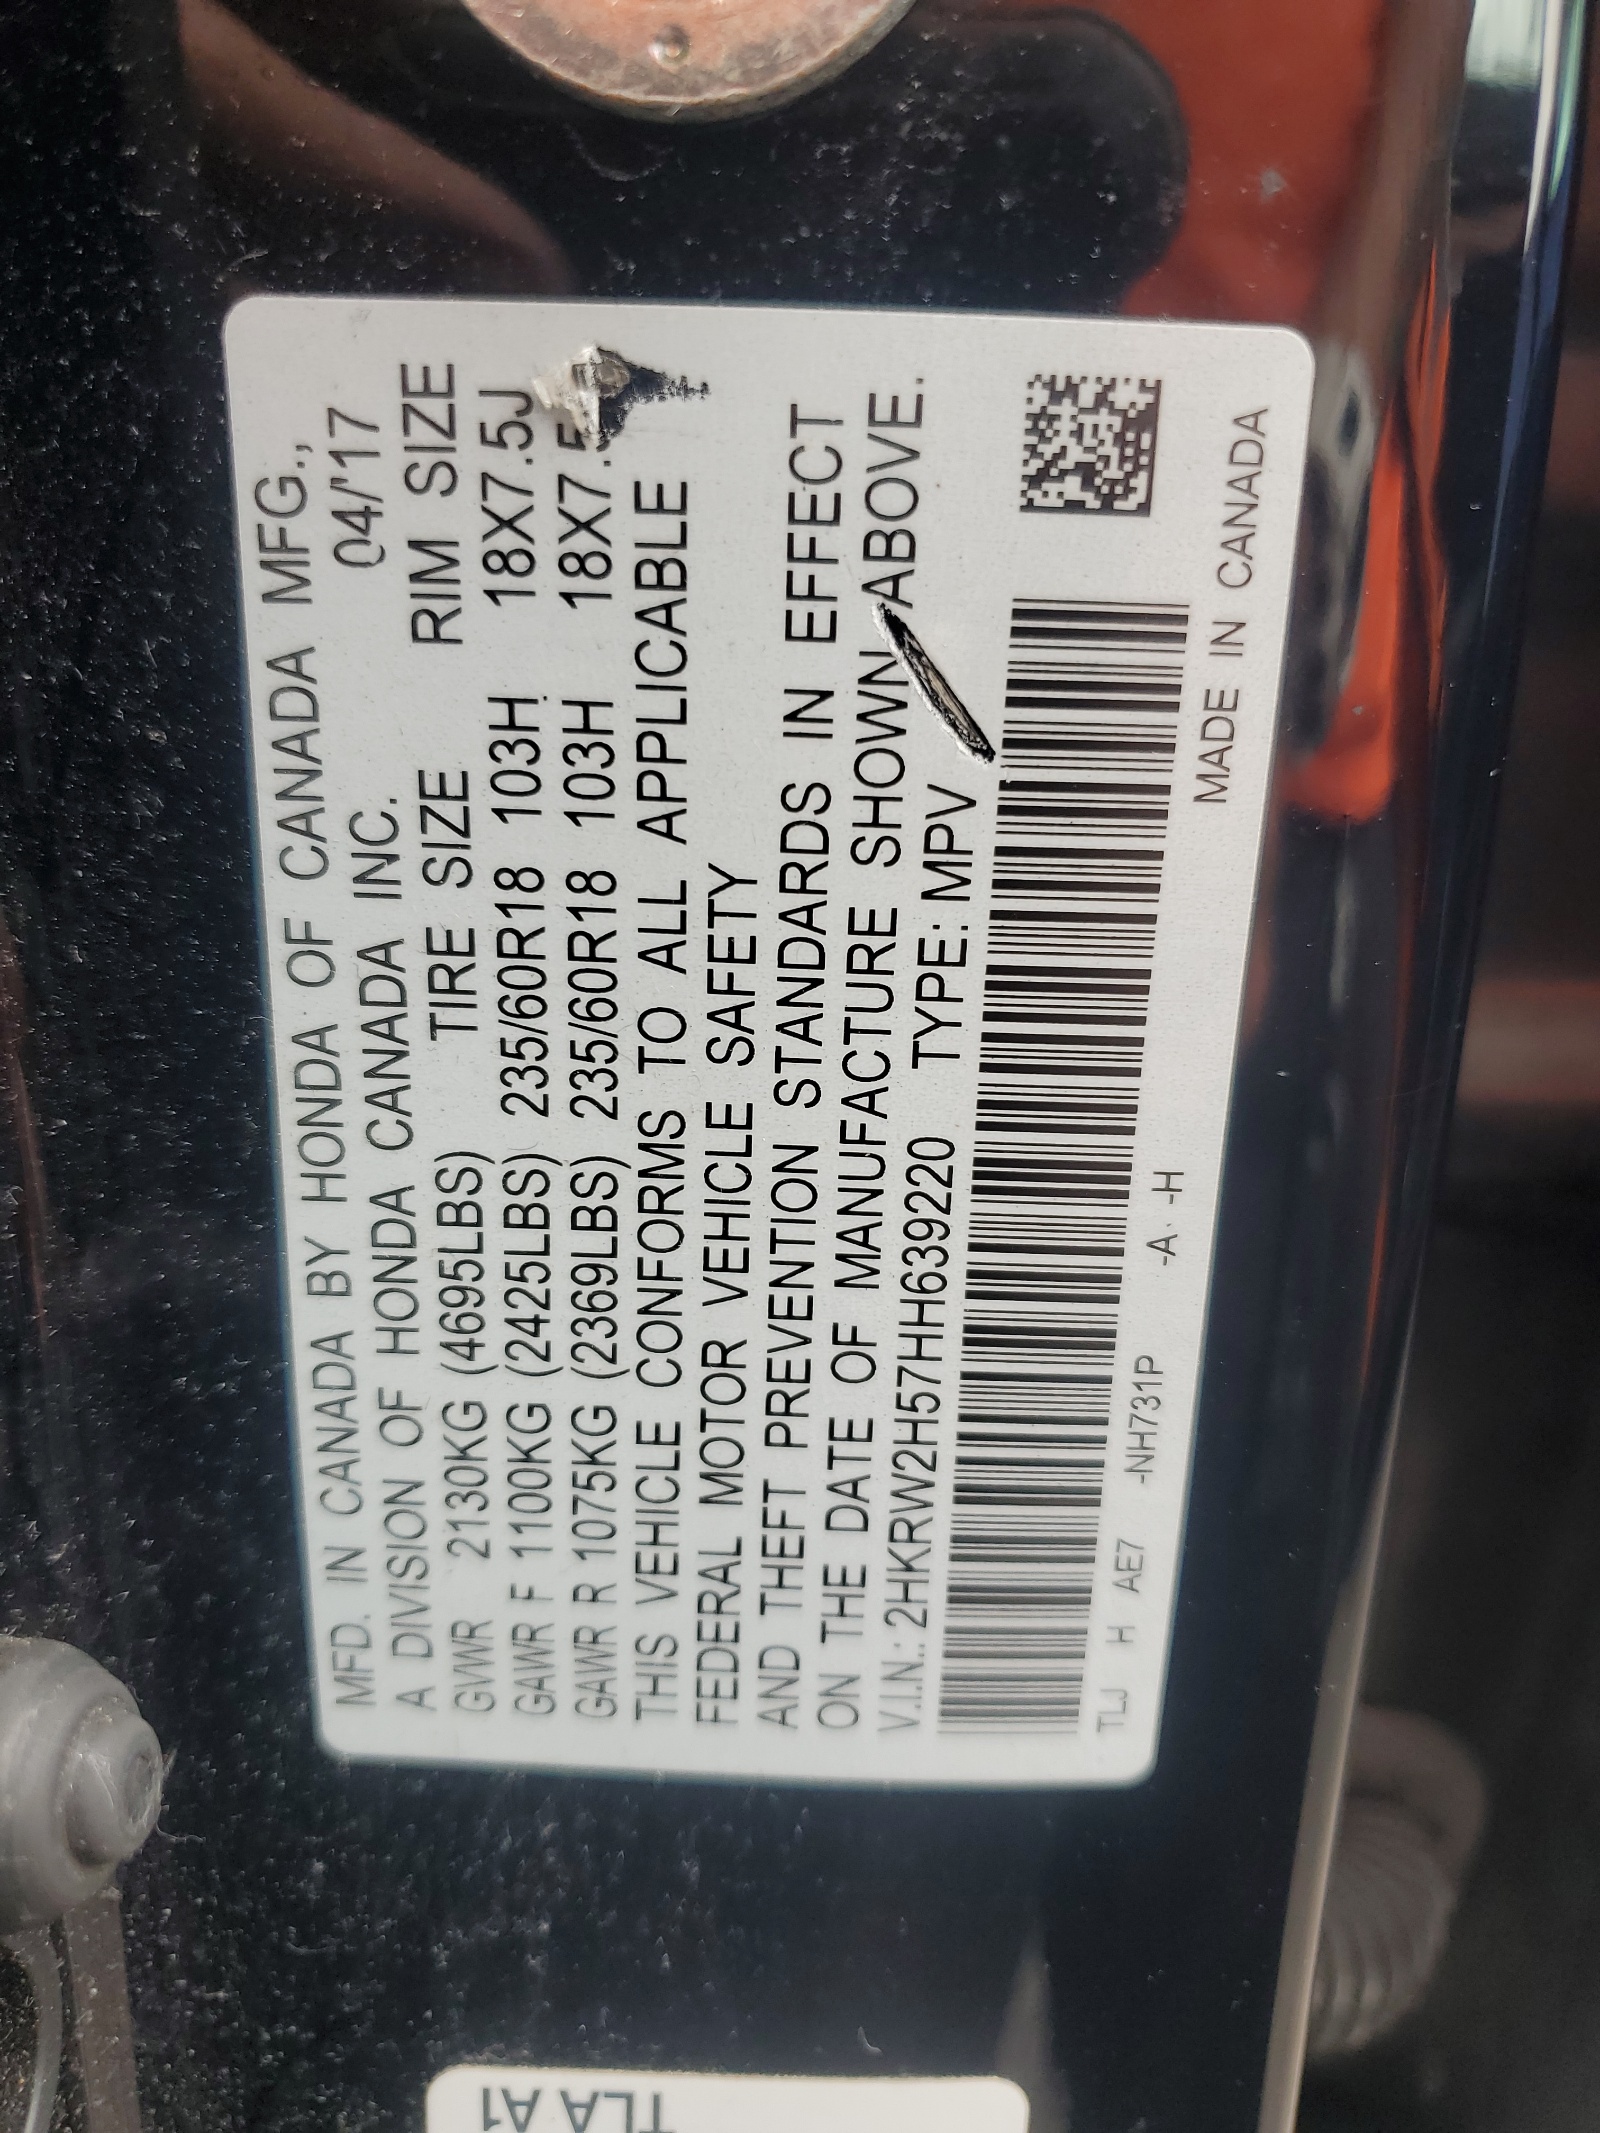 MFD. IN CANADA BY HONDA OF CANADA MFG.,
A DIVISION OF HONDA CANADA INC. 04/'17
TIRE SIZE RIM SIZE
GVWR 2130KG (4695LBS)
GAWR F 1100KG (2425LBS) 235/60R18 103H 18X7.5J
GAWR R 1075KG (2369LBS) 235/60R18 103H 18X7.5
THIS VEHICLE CONFORMS TO ALL APPLICABLE
FEDERAL MOTOR VEHICLE SAFETY
AND THEFT PREVENTION STANDARDS IN EFFECT
ON THE DATE OF MANUFACTURE SHOWN ABOVE.
V.I.N.: 2HKRW2H57HH639220 TYPE: MPV
TLJ H AE7 -NH731P -A -H MADE IN CANADA
TLA A1